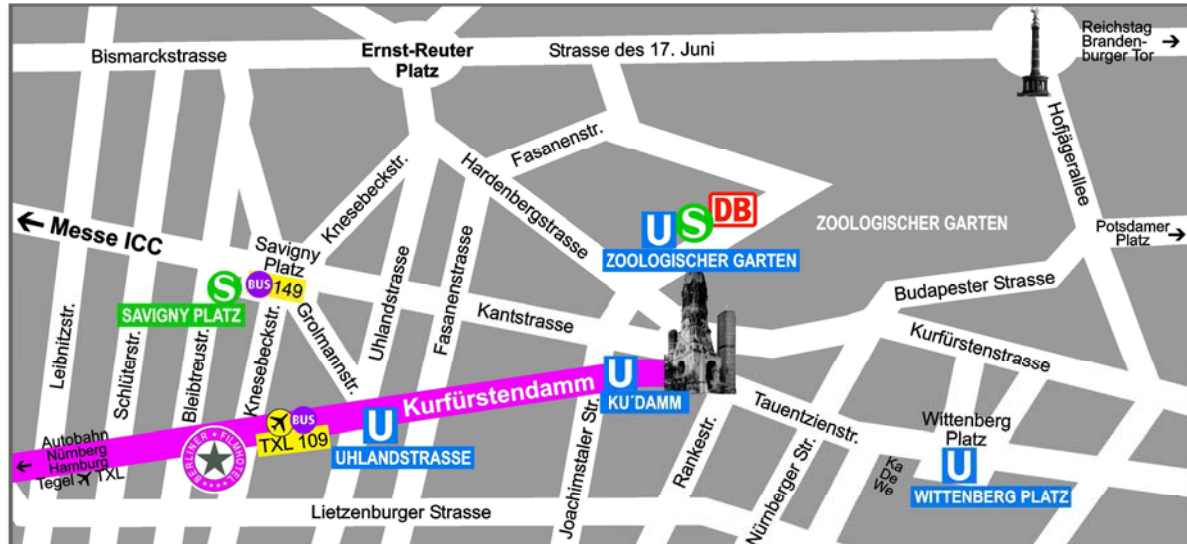 Bismarckstrasse
Ernst-Reuter
Platz
Strasse des 17. Juni
Reichstag
Branden-
burger Tor
→
Hofjägerallee
Fasanenstr.
Hardenbergstrasse
Knesebeckstr.
U S DB
ZOOLOGISCHER GARTEN
ZOOLOGISCHER GARTEN
Potsdamer
Platz
→
← Messe ICC
Savigny
Platz
S
BUS 149
SAVIGNY PLATZ
Leibnitzstr.
Schlüterstr.
Bleibtreustr.
Knesebeckstr.
Grolmannstr.
Uhlandstrasse
Fasanenstrasse
Kantstrasse
Budapester Strasse
Kurfürstenstrasse
Kurfürstendamm
U
KU´DAMM
Tauentzienstr.
Wittenberg
Platz
U
WITTENBERG PLATZ
Ka
De
We
BUS
TXL 109
U
UHLANDSTRASSE
BERLINER • FILMHOTEL • • • •
Autobahn
← Nürnberg
Hamburg
Tegel TXL
Lietzenburger Strasse
Joachimstaler Str.
Rankestr.
Nürnberger Str.